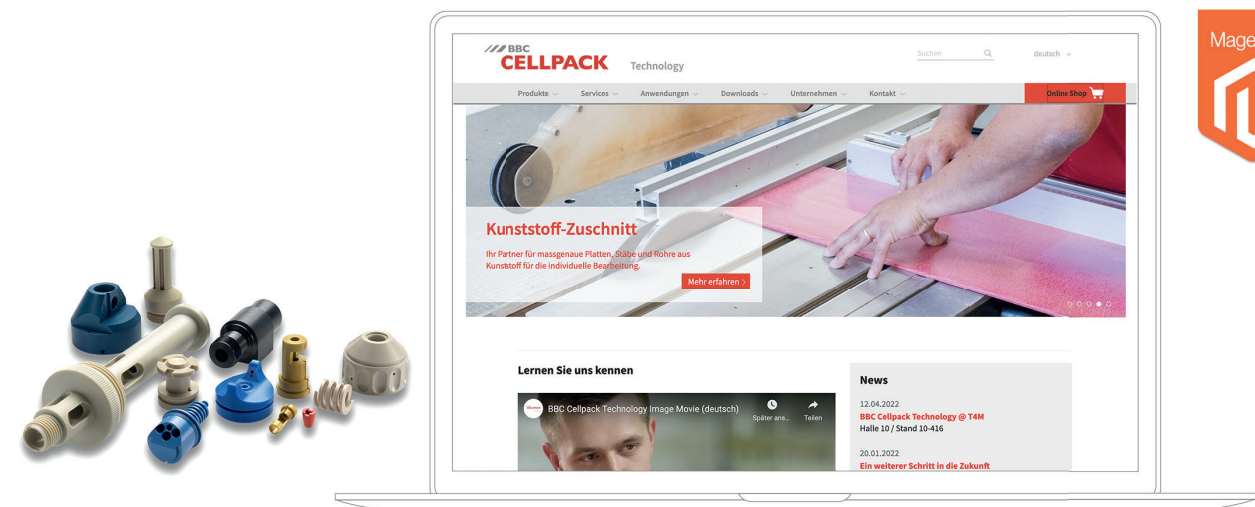 BBC
CELLPACK
Technology
Suchen
deutsch
Produkte
Services
Anwendungen
Downloads
Unternehmen
Kontakt
Online Shop
Kunststoff-Zuschnitt
Ihr Partner für massgenaue Platten, Stäbe und Rohre aus
Kunststoff für die individuelle Bearbeitung.
Mehr erfahren
Lernen Sie uns kennen
BBC Cellpack Technology Image Movie (deutsch)
Später ans...
Teilen
News
12.04.2022
BBC Cellpack Technology @ T4M
Halle 10 / Stand 10-416
20.01.2022
Ein weiterer Schritt in die Zukunft
Mage